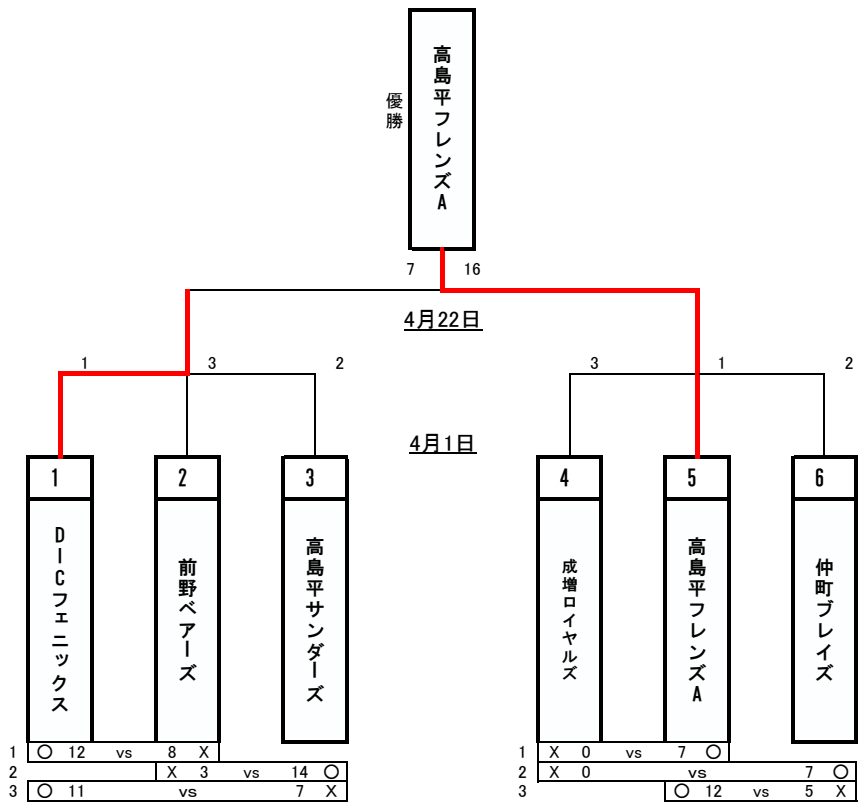 高島平フレンズA
優勝
7 16
4月22日
1 3 2 3 1 2
4月1日
1 2 3 4 5 6
DICフェニックス
前野ベアーズ
高島平サンダーズ
成増ロイヤルズ
高島平フレンズA
仲町ブレイズ
1 〇 12 vs 8 X
2 X 3 vs 14 〇
3 〇 11 vs 7 X
1 X 0 vs 7 〇
2 X 0 vs 7 〇
3 〇 12 vs 5 X